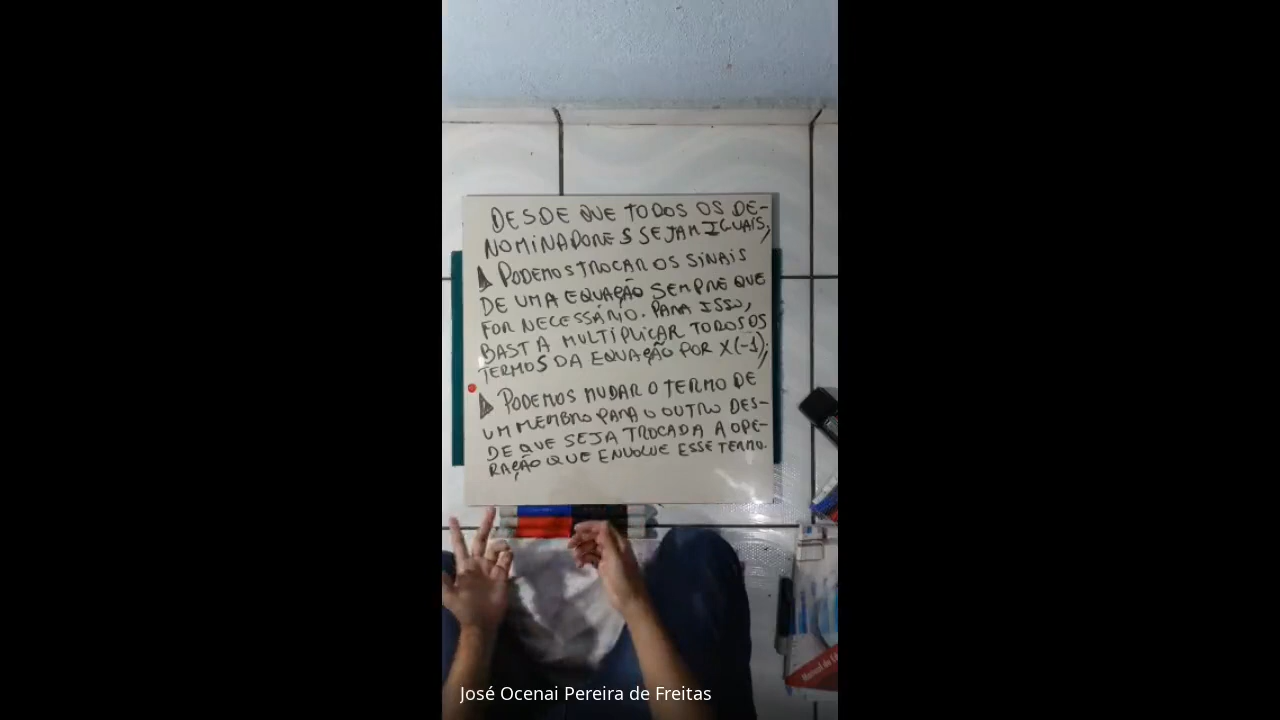 DESDE QUE TODOS OS DE-
NOMINADORES SEJAM IGUAIS,
PODEMOS TROCAR OS SINAIS
DE UMA EQUAÇÃO SEMPRE QUE
FOR NECESSÁRIO. PARA ISSO,
BASTA MULTIPLICAR TODOS OS
TERMOS DA EQUAÇÃO POR X(-1);
PODEMOS MUDAR O TERMO DE
UM MEMBRO PARA O OUTRO DES-
DE QUE SEJA TROCADA A OPE-
RAÇÃO QUE ENVOLVE ESSE TERMO.
Manual do
José Ocenai Pereira de Freitas